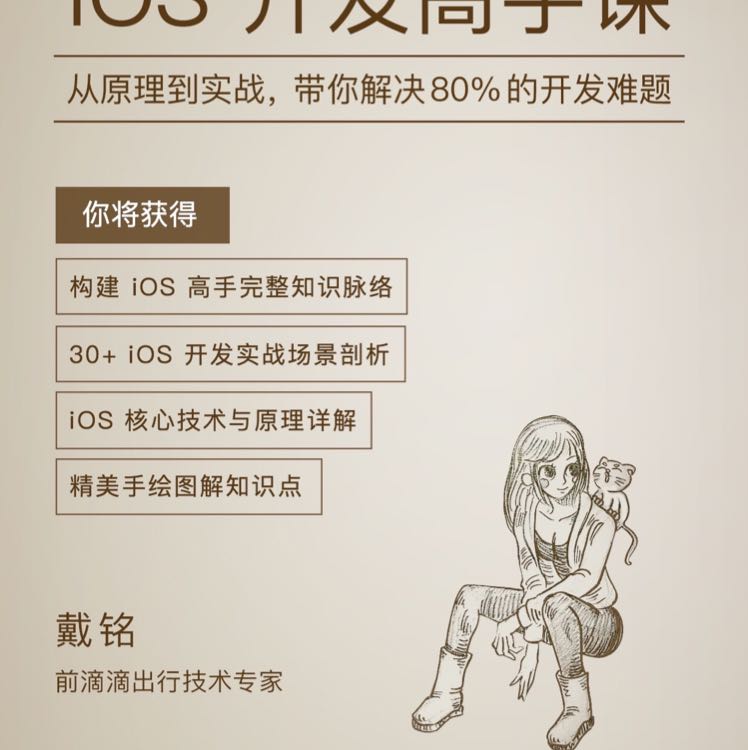 iOS 开发高手课
从原理到实战，带你解决80%的开发难题
你将获得
构建 iOS 高手完整知识脉络
30+ iOS 开发实战场景剖析
iOS 核心技术与原理详解
精美手绘图解知识点
戴铭
前滴滴出行技术专家